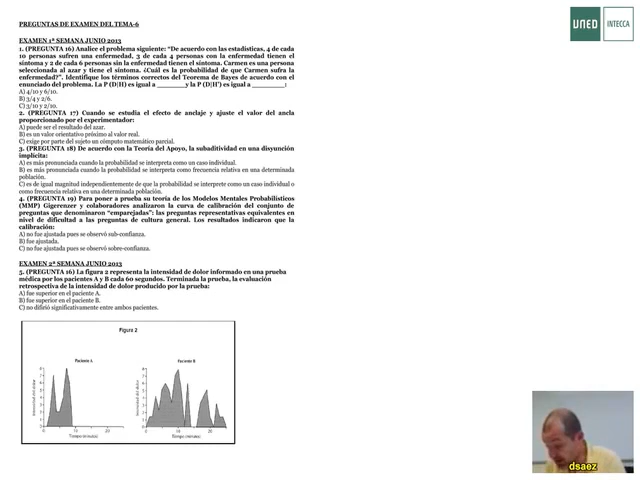 PREGUNTAS DE EXAMEN DEL TEMA-6
UNED
INTECCA
EXAMEN 1ª SEMANA JUNIO 2013
1. (PREGUNTA 16) Analice el problema siguiente: "De acuerdo con las estadísticas, 4 de cada
10 personas sufren una enfermedad, 3 de cada 4 personas con la enfermedad tienen el
síntoma y 2 de cada 6 personas sin la enfermedad tienen el síntoma. Carmen es una persona
seleccionada al azar y tiene el síntoma. ¿Cuál es la probabilidad de que Carmen sufra la
enfermedad?". Identifique los términos correctos del Teorema de Bayes de acuerdo con el
enunciado del problema. La P (D|H) es igual a _______ y la P (D|H') es igual a ________:
A) 4/10 y 6/10.
B) 3/4 y 2/6.
C) 3/10 y 2/10.
2. (PREGUNTA 17) Cuando se estudia el efecto de anclaje y ajuste el valor del ancla
proporcionado por el experimentador:
A) puede ser el resultado del azar.
B) es un valor orientativo próximo al valor real.
C) exige por parte del sujeto un cómputo matemático parcial.
3. (PREGUNTA 18) De acuerdo con la Teoría del Apoyo, la subaditividad en una disyunción
implícita:
A) es más pronunciada cuando la probabilidad se interpreta como un caso individual.
B) es más pronunciada cuando la probabilidad se interpreta como frecuencia relativa en una determinada
población.
C) es de igual magnitud independientemente de que la probabilidad se interprete como un caso individual o
como frecuencia relativa en una determinada población.
4. (PREGUNTA 19) Para poner a prueba su teoría de los Modelos Mentales Probabilísticos
(MMP) Gigerenzer y colaboradores analizaron la curva de calibración del conjunto de
preguntas que denominaron "emparejadas": las preguntas representativas equivalentes en
nivel de dificultad a las preguntas de cultura general. Los resultados indicaron que la
calibración:
A) no fue ajustada pues se observó sub-confianza.
B) fue ajustada.
C) no fue ajustada pues se observó sobre-confianza.
EXAMEN 2ª SEMANA JUNIO 2013
5. (PREGUNTA 16) La figura 2 representa la intensidad de dolor informado en una prueba
médica por los pacientes A y B cada 60 segundos. Terminada la prueba, la evaluación
retrospectiva de la intensidad de dolor producido por la prueba:
A) fue superior en el paciente A.
B) fue superior en el paciente B.
C) no difirió significativamente entre ambos pacientes.
Figura 2
Paciente A
Paciente B
Intensidad del dolor
Intensidad del dolor
0 10 20
0 10 20
Tiempo (minutos)
Tiempo (minutos)
dsaez